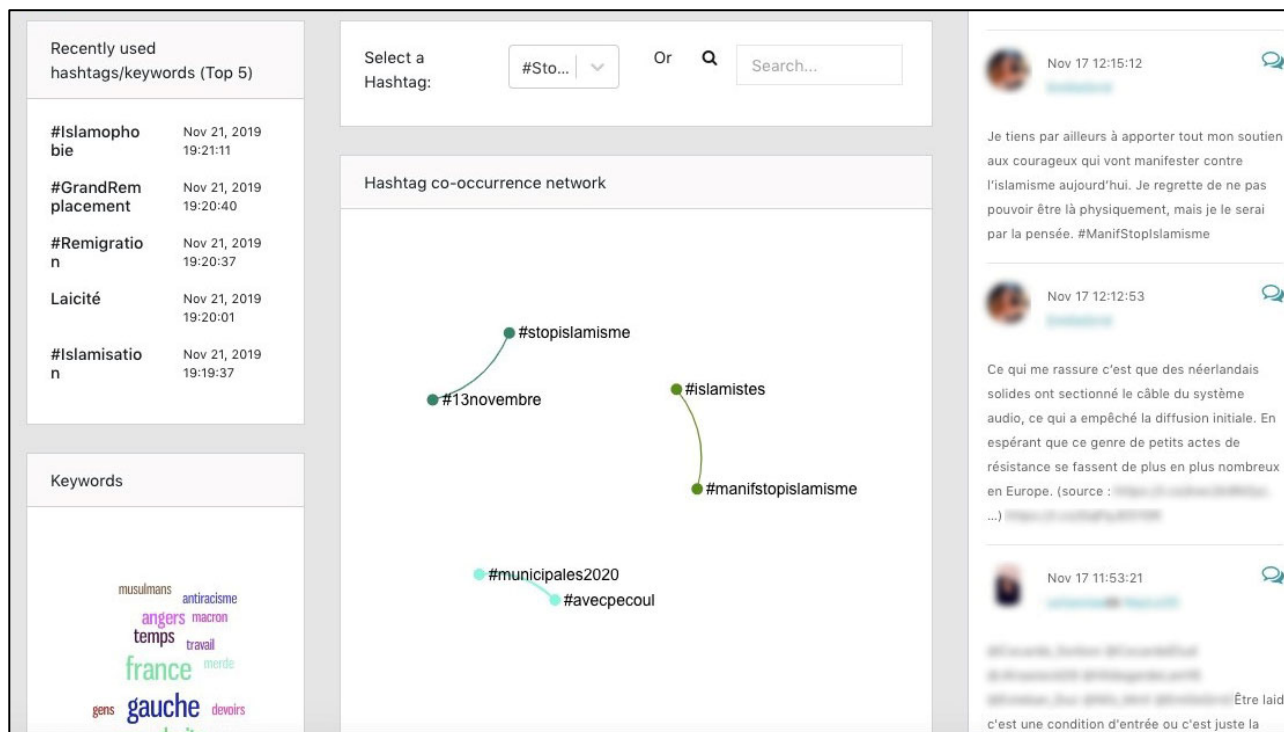 Recently used
hashtags/keywords (Top 5)
#Islamopho
bie
Nov 21, 2019
19:21:11
#GrandRem
placement
Nov 21, 2019
19:20:40
#Remigratio
n
Nov 21, 2019
19:20:37
Laicité
Nov 21, 2019
19:20:01
#Islamisatio
n
Nov 21, 2019
19:19:37
Keywords
musulmans
antiracisme
angers
macron
temps
travail
france
merde
gens
gauche
devoirs
Select a
Hashtag:
#Sto...
Or
Search...
Hashtag co-occurrence network
#stopislamisme
#13novembre
#islamistes
#manifstopislamisme
#municipales2020
#avecpecoul
Nov 17 12:15:12
Je tiens par ailleurs à apporter tout mon soutien
aux courageux qui vont manifester contre
l'islamisme aujourd'hui. Je regrette de ne pas
pouvoir être là physiquement, mais je le serai
par la pensée. #ManifStopIslamisme
Nov 17 12:12:53
Ce qui me rassure c'est que des néerlandais
solides ont sectionné le câble du système
audio, ce qui a empêché la diffusion initiale. En
espérant que ce genre de petits actes de
résistance se fassent de plus en plus nombreux
en Europe. (source :
...)
Nov 17 11:53:21
Être laid
c'est une condition d'entrée ou c'est juste la